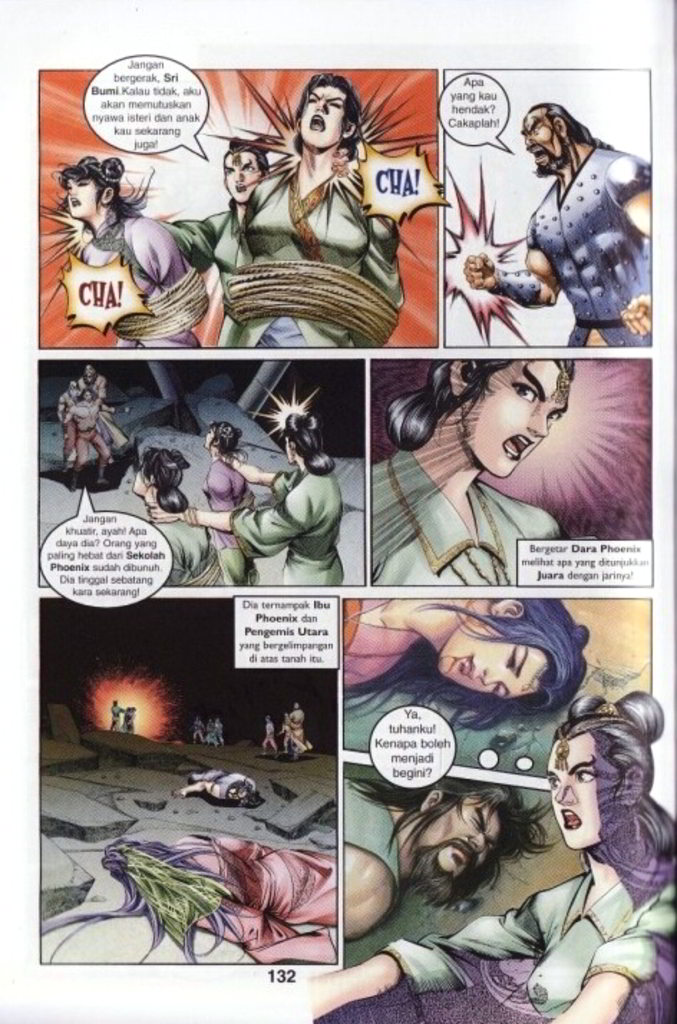 Jangan
bergerak, Sri
Bumi.Kalau tidak, aku
akan memutuskan
nyawa isteri dan anak
kau sekarang
juga!
CHA!
CHA!
Apa
yang kau
hendak?
Cakaplah!
Jangan
khuatir, ayah! Apa
daya dia? Orang yang
paling hebat dari Sekolah
Phoenix sudah dibunuh.
Dia tinggal sebatang
kara sekarang!
Bergetar Dara Phoenix
melihat apa yang ditunjukkan
Juara dengan jarinya!
Dia ternampak Ibu
Phoenix dan
Pengemis Utara
yang bergelimpangan
di atas tanah itu.
Ya,
tuhanku!
Kenapa boleh
menjadi
begini?
132